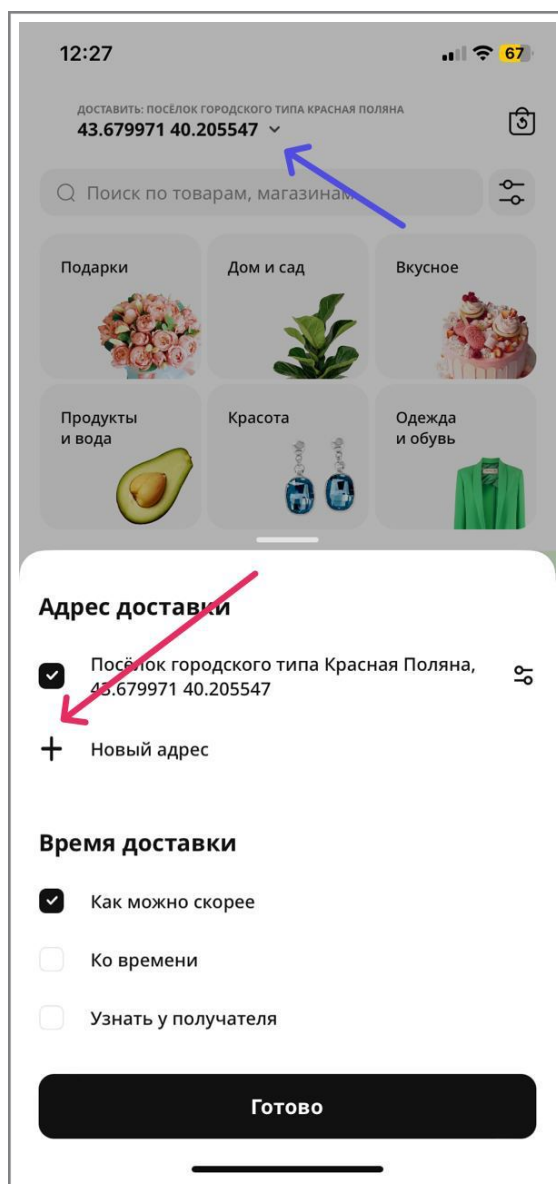 12:27
67
ДОСТАВИТЬ: ПОСЁЛОК ГОРОДСКОГО ТИПА КРАСНАЯ ПОЛЯНА
43.679971 40.205547
Поиск по товарам, магазинам
Подарки
Дом и сад
Вкусное
Продукты
и вода
Красота
Одежда
и обувь
Адрес доставки
Посёлок городского типа Красная Поляна,
43.679971 40.205547
Новый адрес
Время доставки
Как можно скорее
Ко времени
Узнать у получателя
Готово